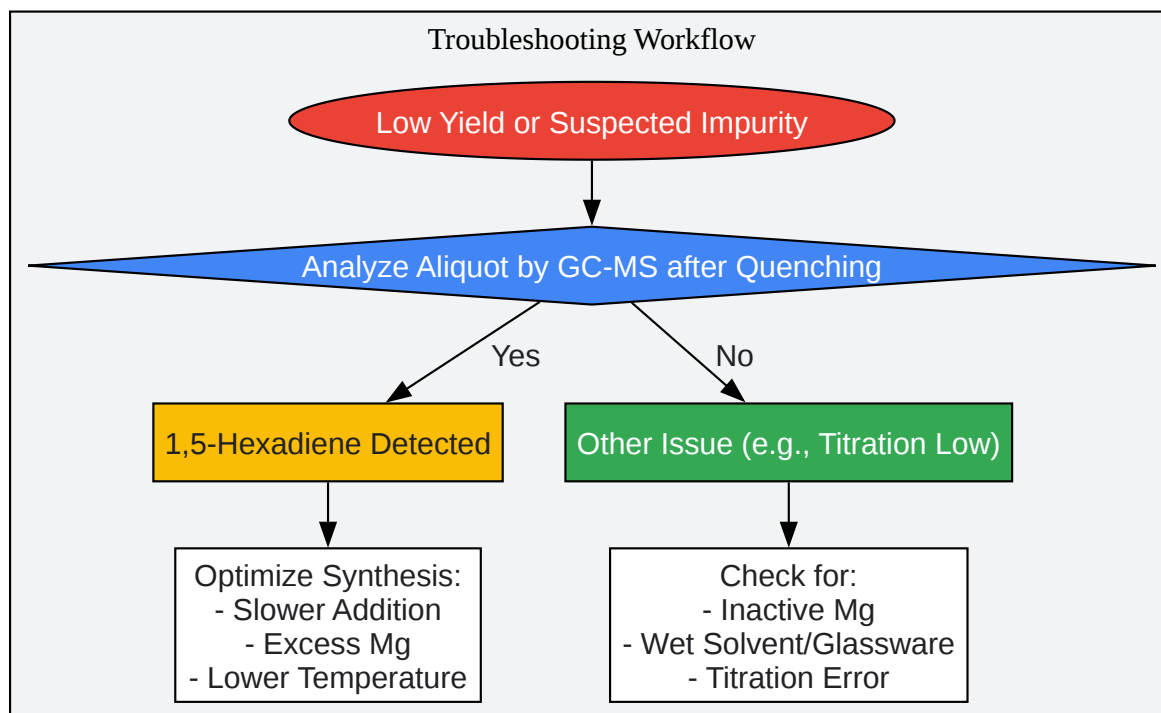 Troubleshooting Workflow
Low Yield or Suspected Impurity
Analyze Aliquot by GC-MS after Quenching
Yes
No
1,5-Hexadiene Detected
Other Issue (e.g., Titration Low)
Optimize Synthesis:
- Slower Addition
- Excess Mg
- Lower Temperature
Check for:
- Inactive Mg
- Wet Solvent/Glassware
- Titration Error